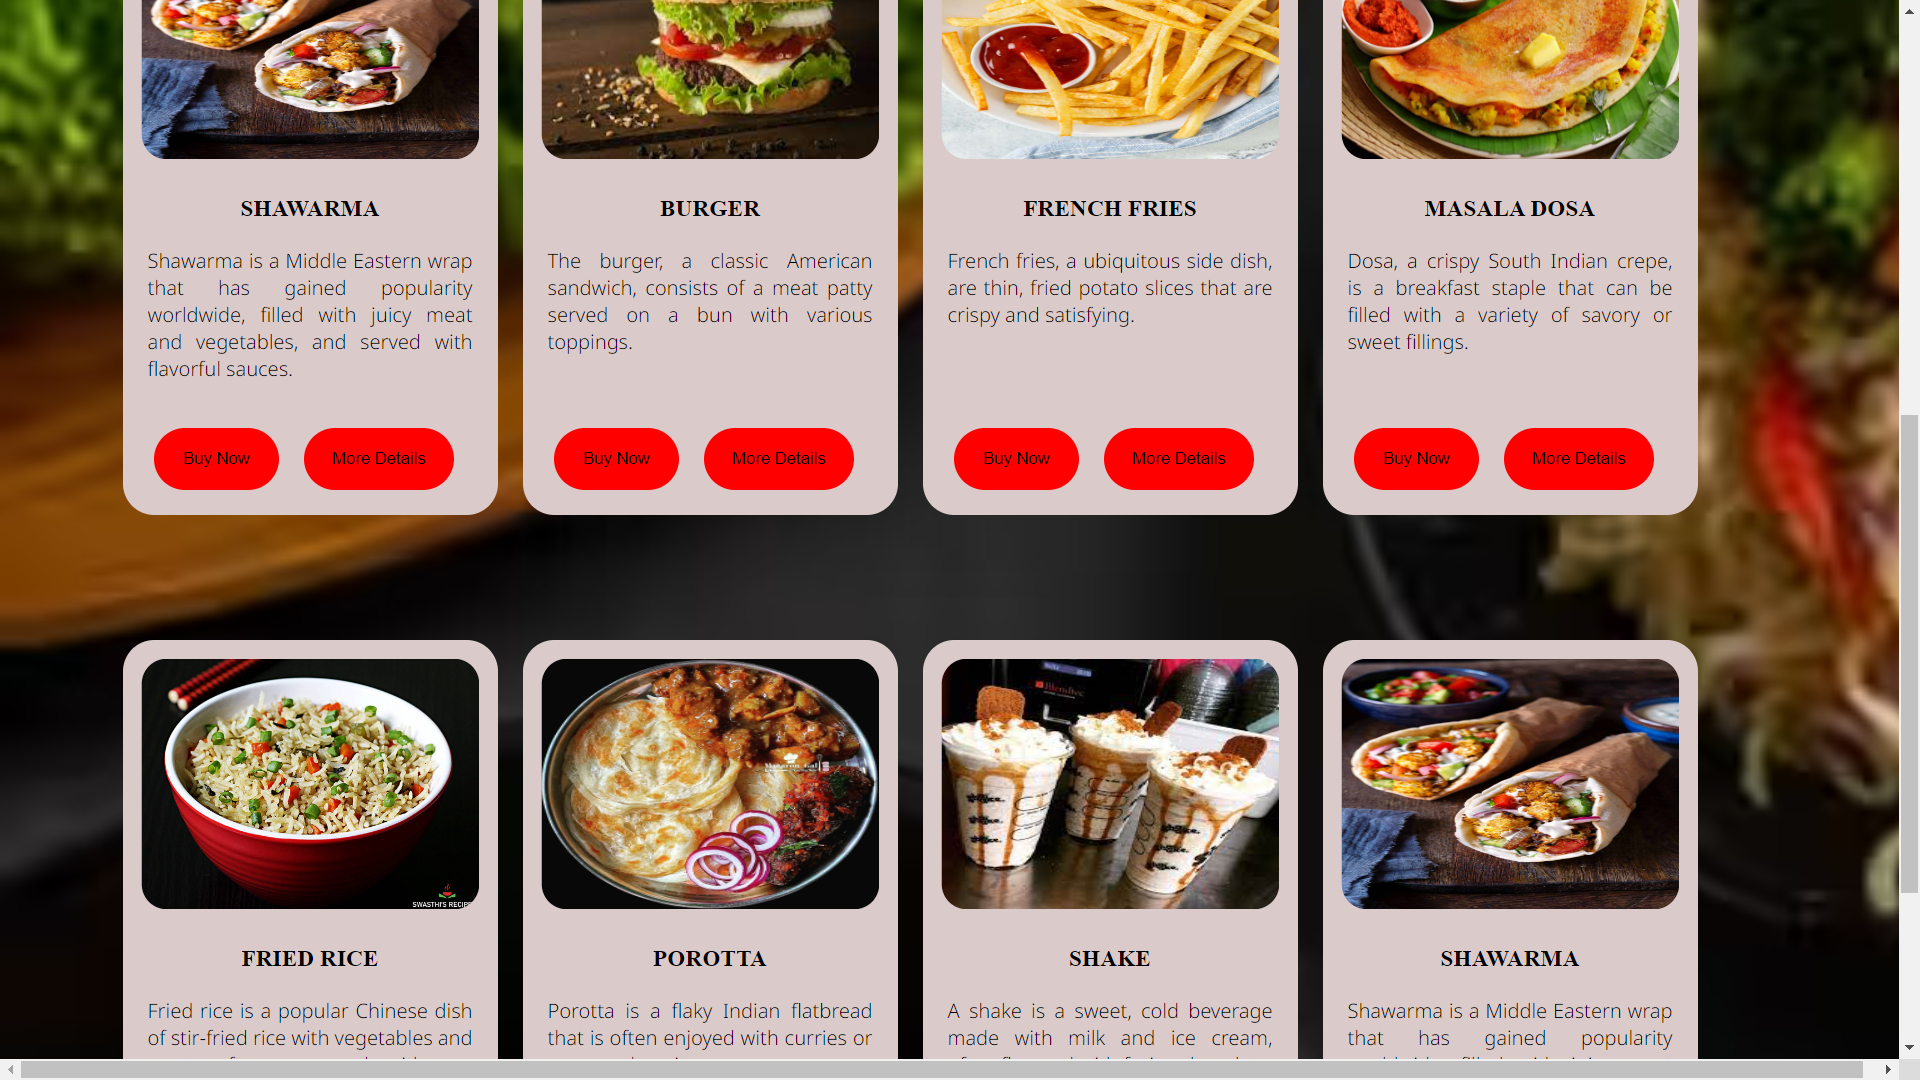 SHAWARMA
Shawarma is a Middle Eastern wrap
that has gained popularity
worldwide, filled with juicy meat
and vegetables, and served with
flavorful sauces.
Buy Now More Details
BURGER
The burger, a classic American
sandwich, consists of a meat patty
served on a bun with various
toppings.
Buy Now More Details
FRENCH FRIES
French fries, a ubiquitous side dish,
are thin, fried potato slices that are
crispy and satisfying.
Buy Now More Details
MASALA DOSA
Dosa, a crispy South Indian crepe,
is a breakfast staple that can be
filled with a variety of savory or
sweet fillings.
Buy Now More Details
SWASTHI'S RECIPE
FRIED RICE
Fried rice is a popular Chinese dish
of stir-fried rice with vegetables and
POROTTA
Porotta is a flaky Indian flatbread
that is often enjoyed with curries or
Blendtec
SHAKE
A shake is a sweet, cold beverage
made with milk and ice cream,
SHAWARMA
Shawarma is a Middle Eastern wrap
that has gained popularity